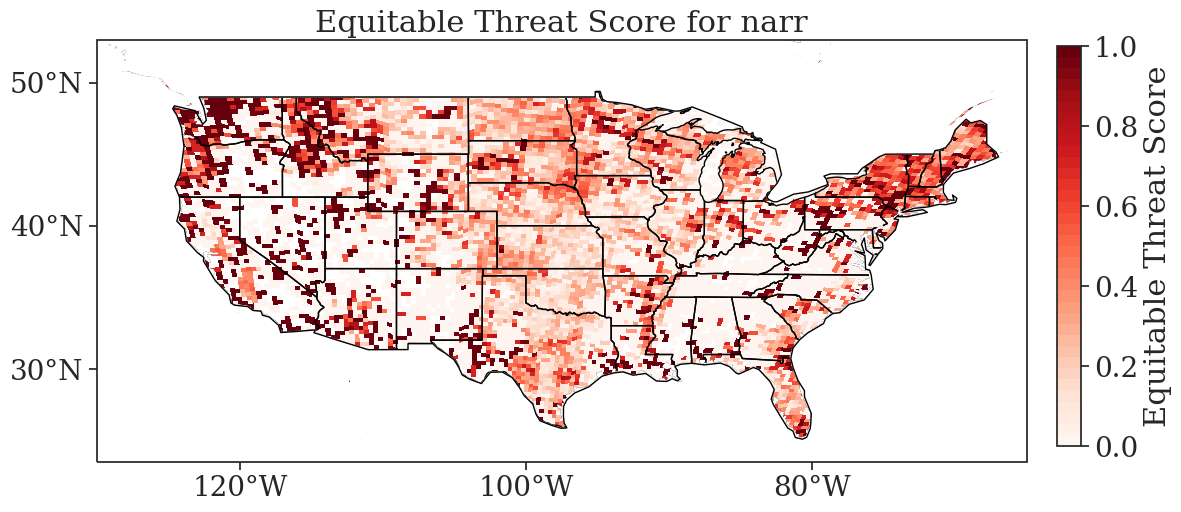 Equitable Threat Score for narr
50°N
40°N
30°N
120°W
100°W
80°W
1.0
0.8
0.6
0.4
0.2
0.0
Equitable Threat Score